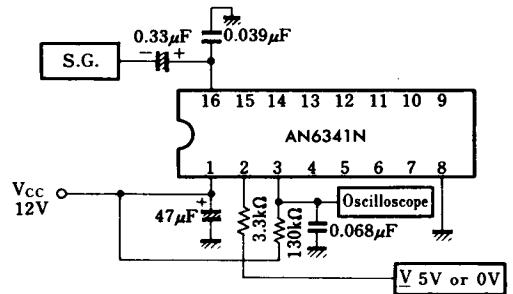 0.33μF
− +
0.039μF
S.G.
16 15 14 13 12 11 10 9
AN6341N
1 2 3 4 5 6 7 8
VCC
12V
+
47μF
3.3kΩ
130kΩ
0.068μF
Oscilloscope
V 5V or 0V